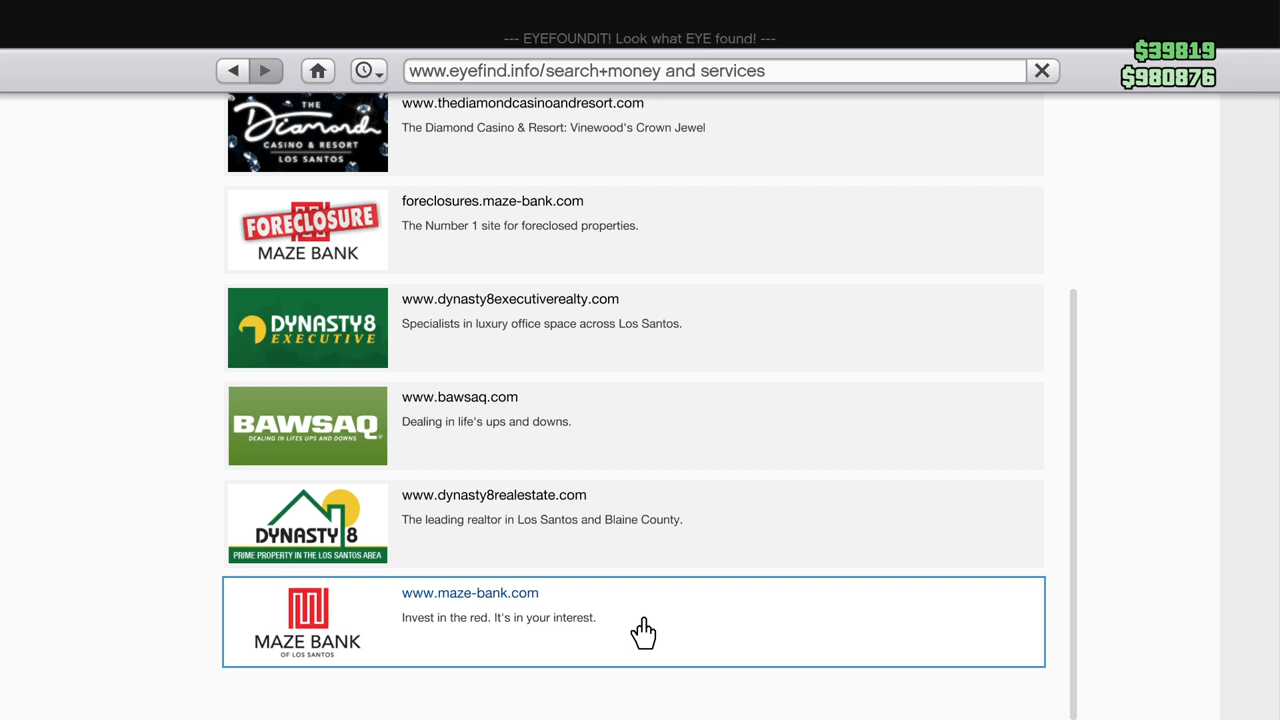 --- EYEFOUNDIT! Look what EYE found! ---
$39819
www.eyefind.info/search+money and services
$980876
THE
Diamond
CASINO & RESORT
LOS SANTOS
www.thediamondcasinoandresort.com
The Diamond Casino & Resort: Vinewood's Crown Jewel
FORECLOSURE
MAZE BANK
foreclosures.maze-bank.com
The Number 1 site for foreclosed properties.
DYNASTY8
EXECUTIVE
www.dynasty8executiverealty.com
Specialists in luxury office space across Los Santos.
BAWSAQ
DEALING IN LIFES UPS AND DOWNS
www.bawsaq.com
Dealing in life's ups and downs.
DYNASTY 8
PRIME PROPERTY IN THE LOS SANTOS AREA
www.dynasty8realestate.com
The leading realtor in Los Santos and Blaine County.
MAZE BANK
OF LOS SANTOS
www.maze-bank.com
Invest in the red. It's in your interest.